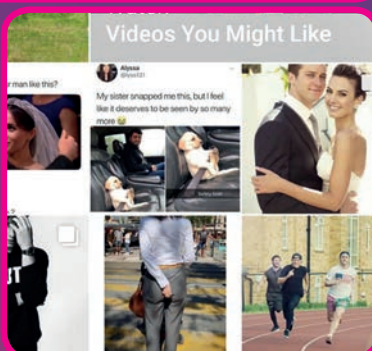 Videos You Might Like
Alyssa
r man like this?
My sister snapped me this, but I feel
like it deserves to be seen by so many
more 😂